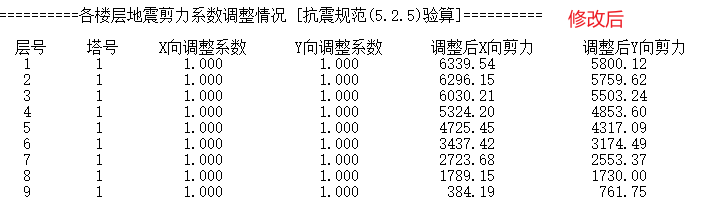 ==========各楼层地震剪力系数调整情况 [抗震规范(5.2.5)验算]========== 修改后
层号 塔号 X向调整系数 Y向调整系数 调整后X向剪力 调整后Y向剪力
1 1 1.000 1.000 6339.54 5800.12
2 1 1.000 1.000 6296.15 5759.62
3 1 1.000 1.000 6030.21 5503.24
4 1 1.000 1.000 5324.20 4853.60
5 1 1.000 1.000 4725.45 4317.09
6 1 1.000 1.000 3437.42 3174.49
7 1 1.000 1.000 2723.68 2553.37
8 1 1.000 1.000 1789.15 1730.00
9 1 1.000 1.000 384.19 761.75